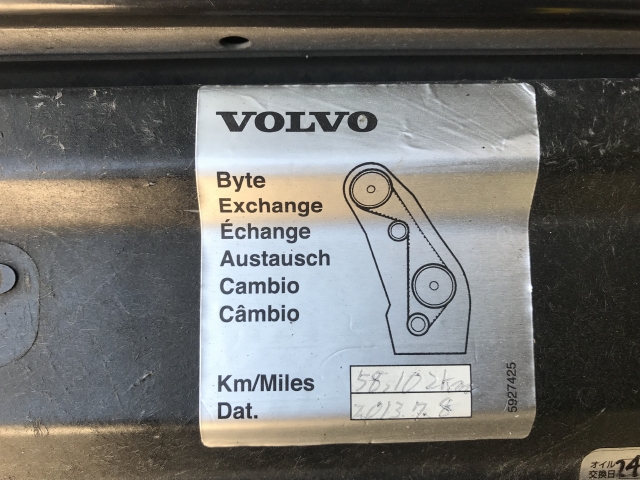 VOLVO
Byte
Exchange
Échange
Austausch
Cambio
Câmbio
Km/Miles 58,102km
Dat. 2013.7.8
5927425
オイル
交換日